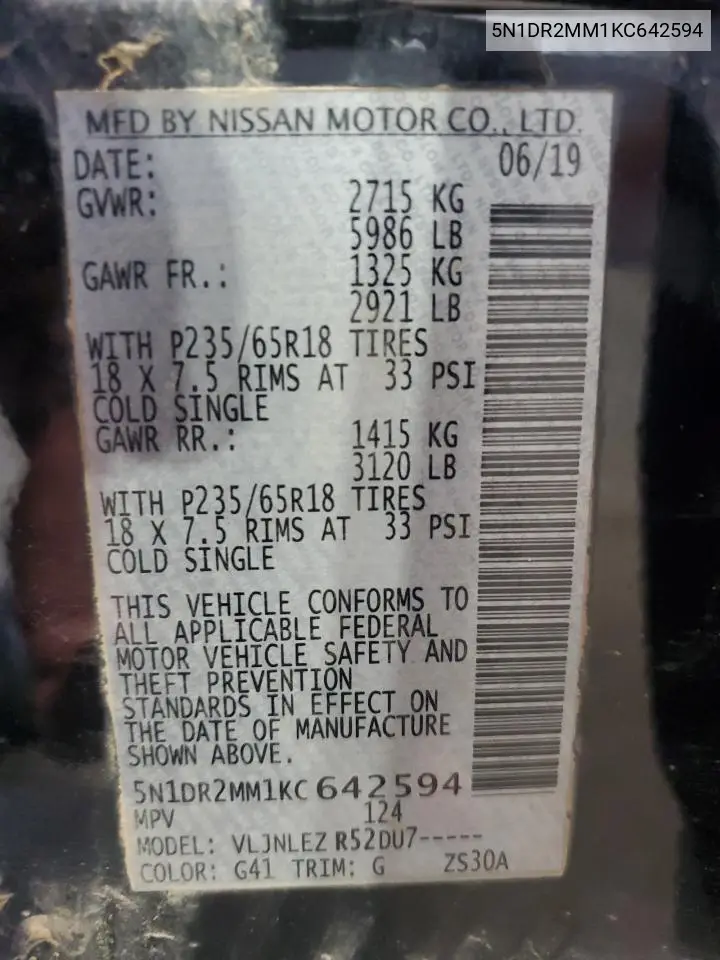 5N1DR2MM1KC642594
MFD BY NISSAN MOTOR CO., LTD.
DATE: 06/19
GVWR: 2715 KG
5986 LB
GAWR FR.: 1325 KG
2921 LB
WITH P235/65R18 TIRES
18 X 7.5 RIMS AT 33 PSI
COLD SINGLE
GAWR RR.: 1415 KG
3120 LB
WITH P235/65R18 TIRES
18 X 7.5 RIMS AT 33 PSI
COLD SINGLE
THIS VEHICLE CONFORMS TO
ALL APPLICABLE FEDERAL
MOTOR VEHICLE SAFETY AND
THEFT PREVENTION
STANDARDS IN EFFECT ON
THE DATE OF MANUFACTURE
SHOWN ABOVE.
5N1DR2MM1KC 642594
MPV 124
MODEL: VLJNLEZ R52DU7-----
COLOR: G41 TRIM: G ZS30A